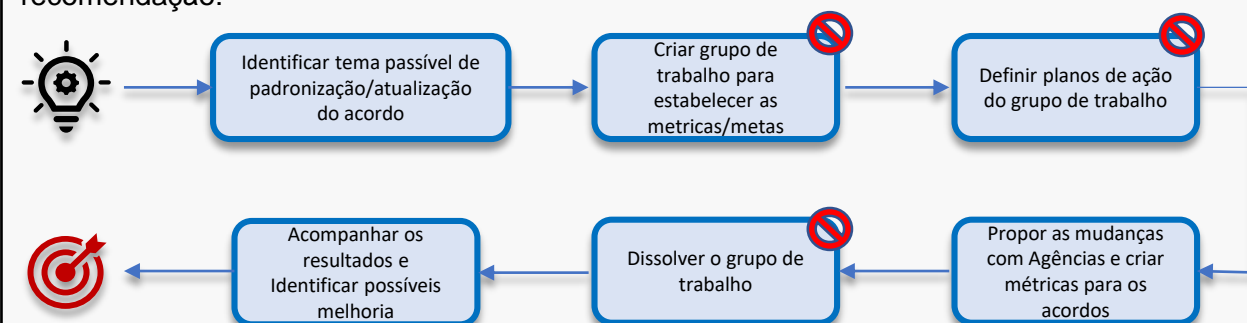 recomendação:
Identificar tema passível de
padronização/atualização
do acordo
Criar grupo de
trabalho para
estabelecer as
metricas/metas
Definir planos de ação
do grupo de trabalho
Acompanhar os
resultados e
Identificar possíveis
melhoria
Dissolver o grupo de
trabalho
Propor as mudanças
com Agências e criar
métricas para os
acordos